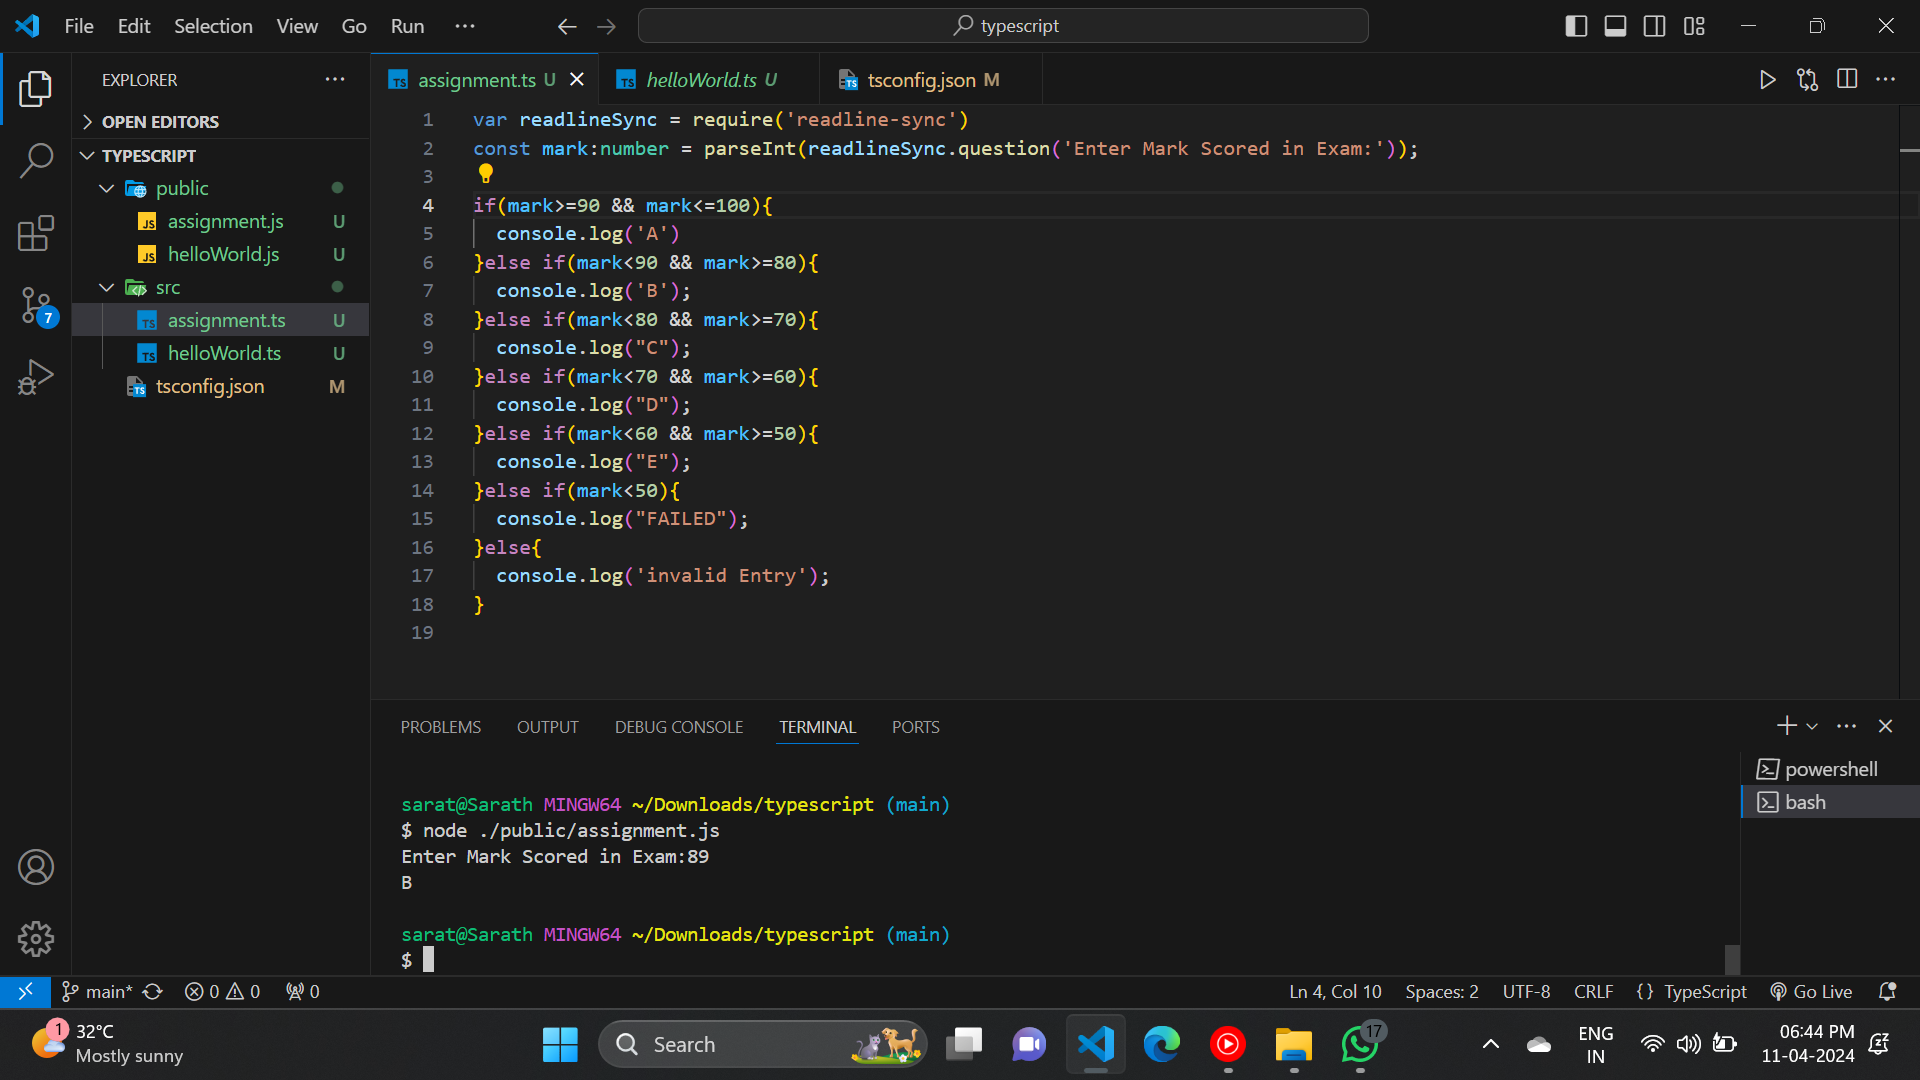 File Edit Selection View Go Run ··· typescript
EXPLORER ···
OPEN EDITORS
TYPESCRIPT
public
JS assignment.js U
JS helloWorld.js U
src
TS assignment.ts U
TS helloWorld.ts U
TS tsconfig.json M
7
TS assignment.ts U
TS helloWorld.ts U
TS tsconfig.json M
1 var readlineSync = require('readline-sync')
2 const mark:number = parseInt(readlineSync.question('Enter Mark Scored in Exam:'));
3
4 if(mark>=90 && mark<=100){
5 console.log('A')
6 }else if(mark<90 && mark>=80){
7 console.log('B');
8 }else if(mark<80 && mark>=70){
9 console.log("C");
10 }else if(mark<70 && mark>=60){
11 console.log("D");
12 }else if(mark<60 && mark>=50){
13 console.log("E");
14 }else if(mark<50){
15 console.log("FAILED");
16 }else{
17 console.log('invalid Entry');
18 }
19
PROBLEMS OUTPUT DEBUG CONSOLE TERMINAL PORTS
sarat@Sarath MINGW64 ~/Downloads/typescript (main)
$ node ./public/assignment.js
Enter Mark Scored in Exam:89
B
sarat@Sarath MINGW64 ~/Downloads/typescript (main)
$
powershell
bash
main* 0 0 0 Ln 4, Col 10 Spaces: 2 UTF-8 CRLF {} TypeScript Go Live
1 32°C
Mostly sunny
Search
17
ENG
IN
06:44 PM
11-04-2024